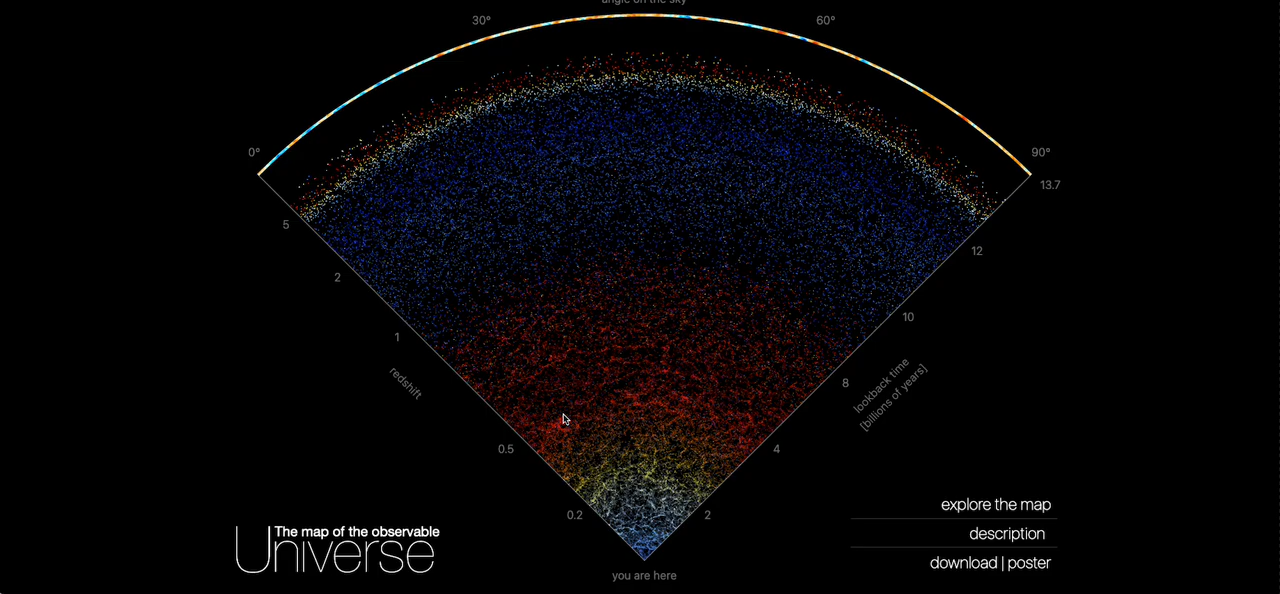 angle on the sky
30°
60°
0°
90°
13.7
5
12
2
10
1
8
redshift
lookback time
[billions of years]
0.5
4
0.2
2
explore the map
The map of the observable
Universe
description
download | poster
you are here